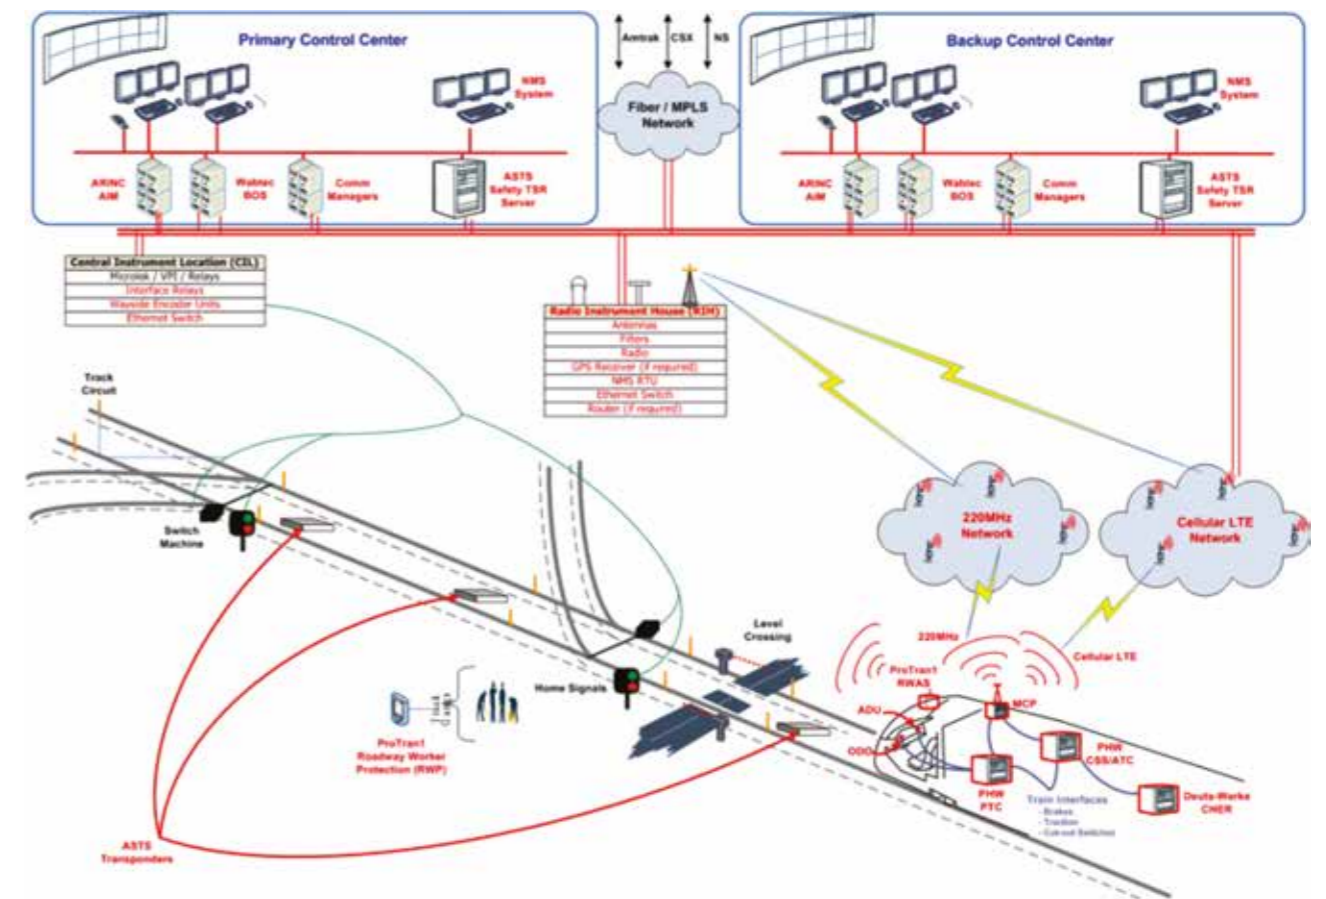 Primary Control Center
NMS
System
ARINC
AIM
Wabtec
BOS
Comm
Managers
ASTS
Safety TSR
Server
Amtrak
CSX
NS
Fiber / MPLS
Network
Backup Control Center
NMS
System
ARINC
AIM
Wabtec
BOS
Comm
Managers
ASTS
Safety TSR
Server
Central Instrument Location (CIL)
Microlok / VPI / Relays
Interface Relays
Wayside Encoder Units
Ethernet Switch
Radio Instrument House (RIH)
Antennas
Filters
Radio
GPS Receiver (if required)
NMS RTU
Ethernet Switch
Router (if required)
Track
Circuit
Switch
Machine
220MHz
Network
Cellular LTE
Network
Level
Crossing
Home Signals
220MHz
Cellular LTE
ProTran1
RWAS
MCP
ADU
ODO
PHW
CSS/ATC
PHW
PTC
Train Interfaces
- Brakes
- Traction
- Cut-out Switches
Deuta-Werke
CHER
ProTran1
Roadway Worker
Protection (RWP)
ASTS
Transponders